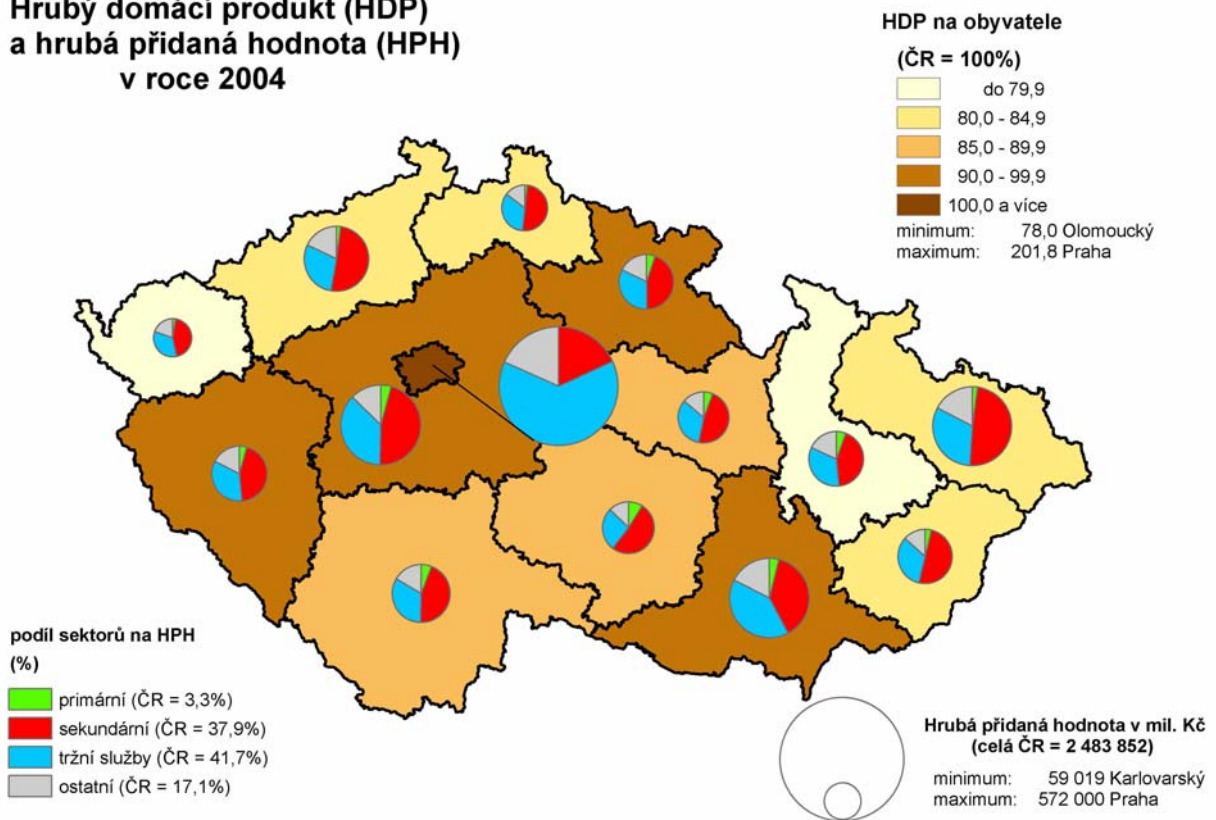 Hrubý domácí produkt (HDP)
a hrubá přidaná hodnota (HPH)
v roce 2004
HDP na obyvatele
(ČR = 100%)
do 79,9
80,0 - 84,9
85,0 - 89,9
90,0 - 99,9
100,0 a více
minimum: 78,0 Olomoucký
maximum: 201,8 Praha
podíl sektorů na HPH
(%)
primární (ČR = 3,3%)
sekundární (ČR = 37,9%)
tržní služby (ČR = 41,7%)
ostatní (ČR = 17,1%)
Hrubá přidaná hodnota v mil. Kč
(celá ČR = 2 483 852)
minimum: 59 019 Karlovarský
maximum: 572 000 Praha